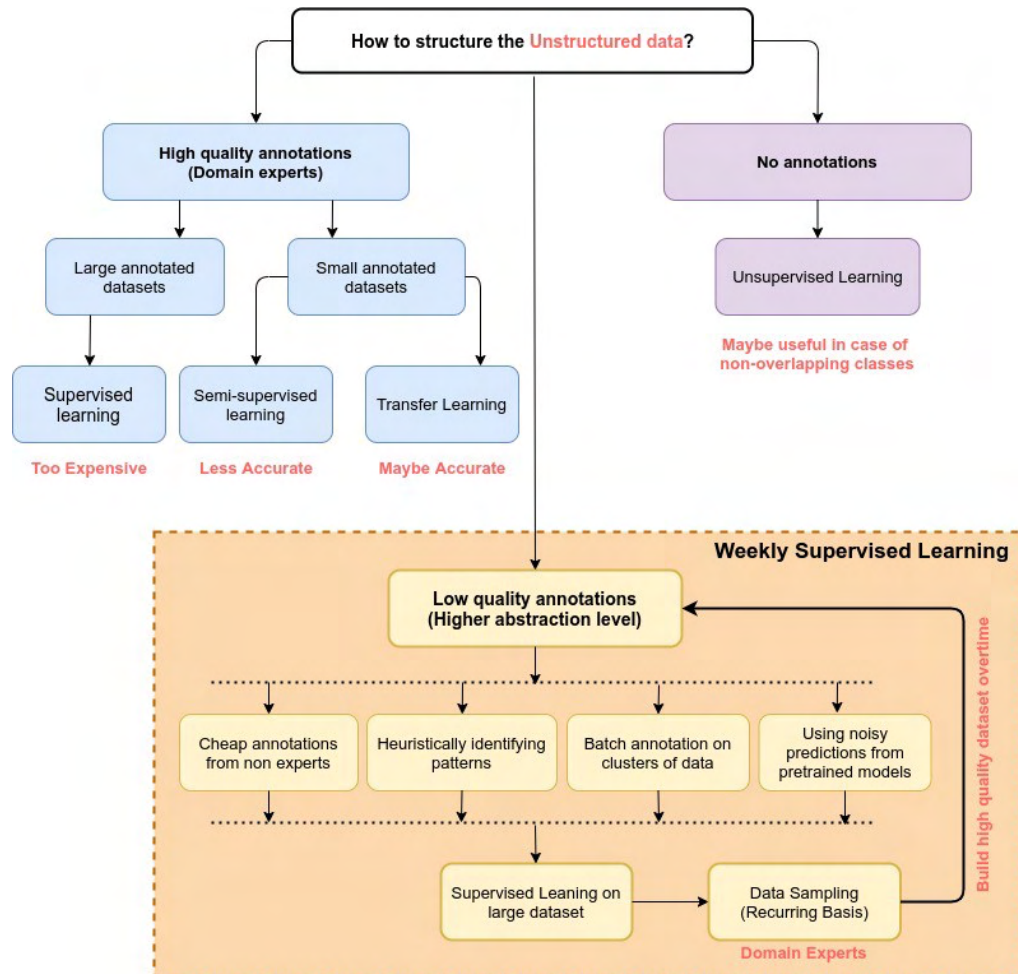 How to structure the Unstructured data?
High quality annotations
(Domain experts)
No annotations
Large annotated
datasets
Small annotated
datasets
Unsupervised Learning
Maybe useful in case of
non-overlapping classes
Supervised
learning
Semi-supervised
learning
Transfer Learning
Too Expensive
Less Accurate
Maybe Accurate
Weekly Supervised Learning
Low quality annotations
(Higher abstraction level)
Cheap annotations
from non experts
Heuristically identifying
patterns
Batch annotation on
clusters of data
Using noisy
predictions from
pretrained models
Build high quality dataset overtime
Supervised Leaning on
large dataset
Data Sampling
(Recurring Basis)
Domain Experts